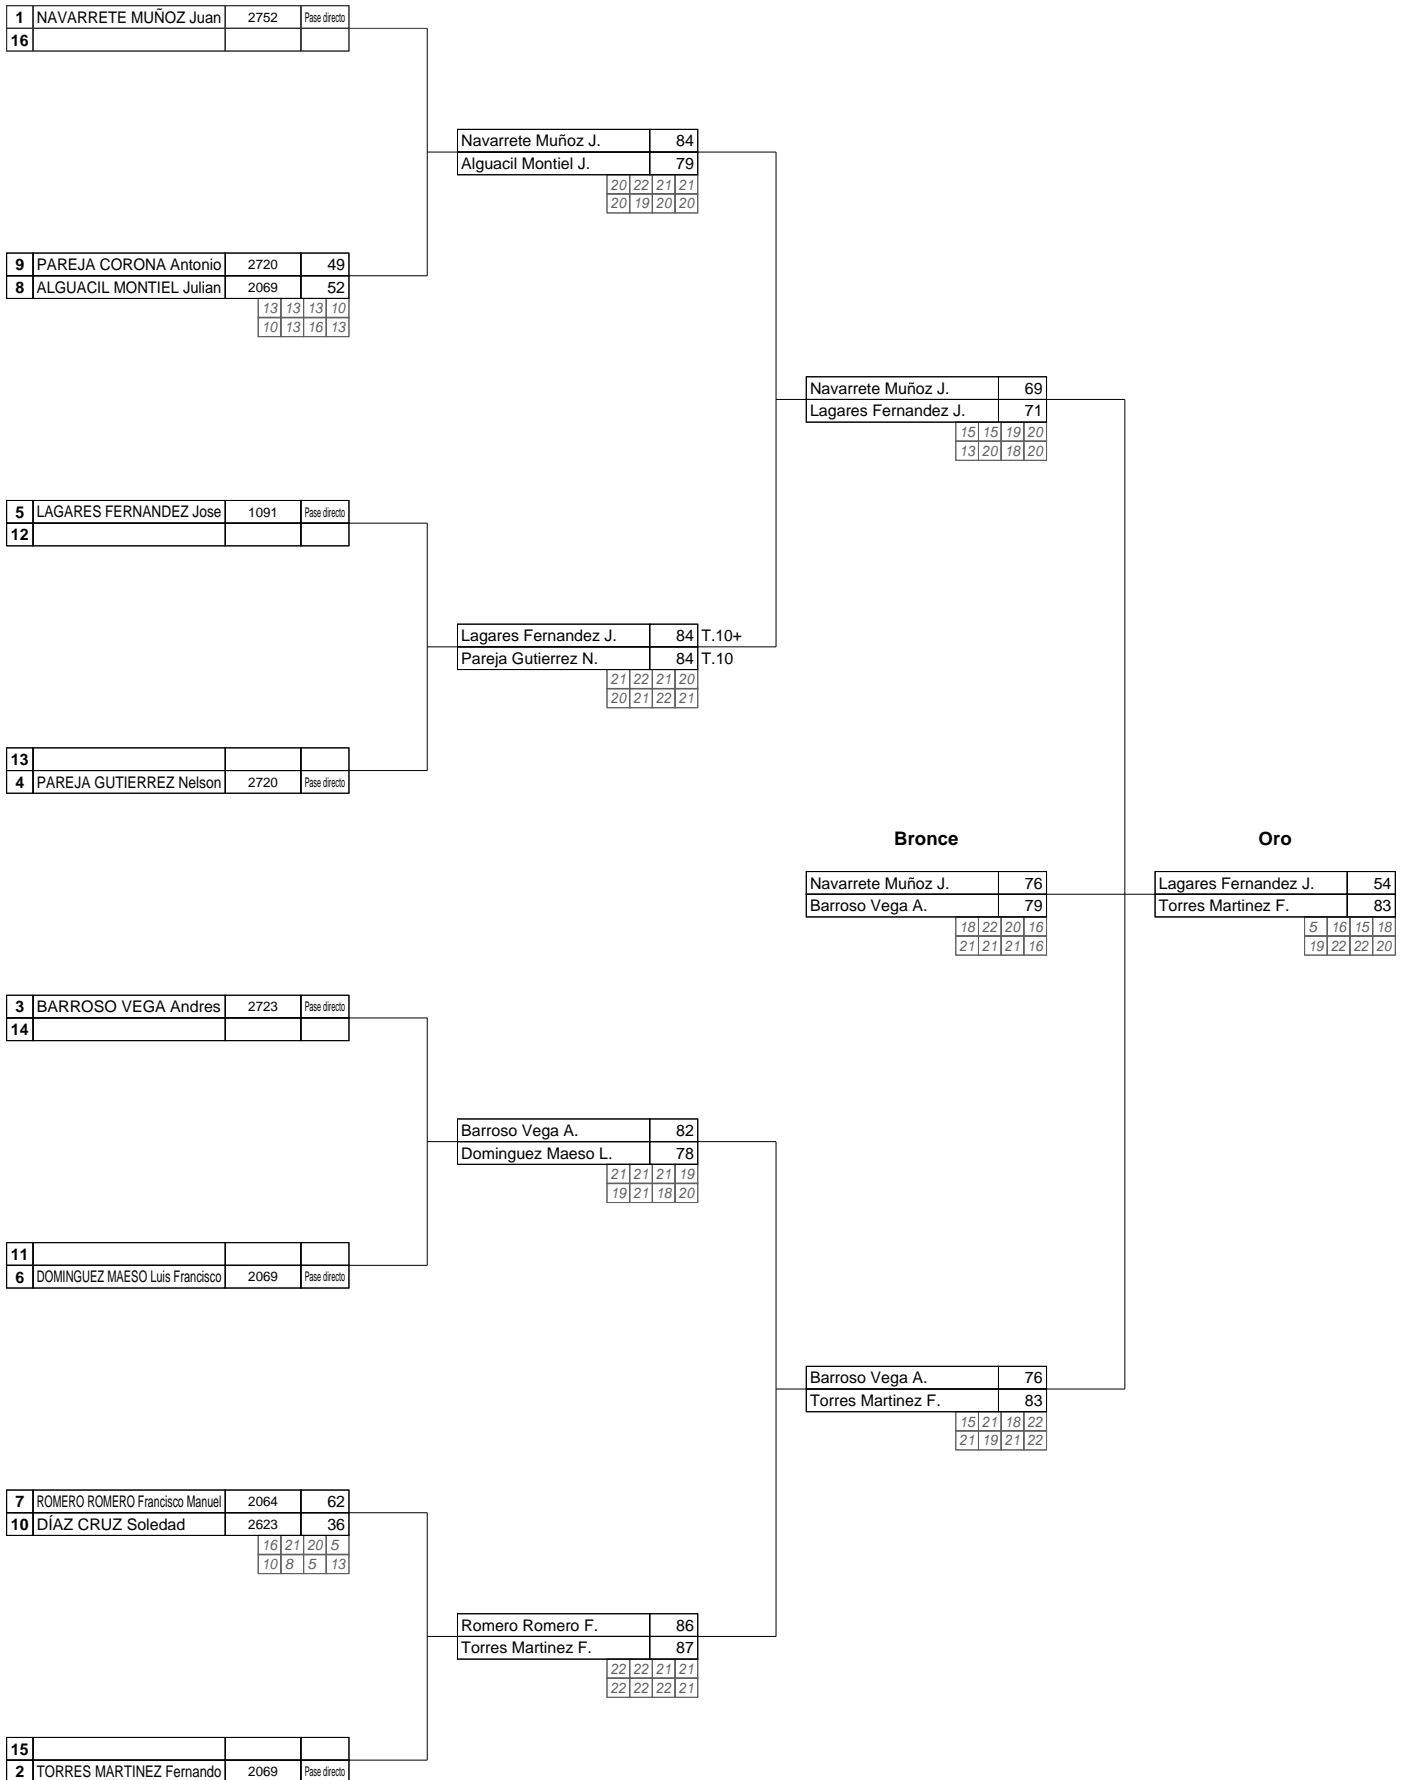 1 NAVARRETE MUÑOZ Juan 2752 Pase directo
16
Navarrete Muñoz J. 84
Alguacil Montiel J. 79
20 22 21 21
20 19 20 20
9 PAREJA CORONA Antonio 2720 49
8 ALGUACIL MONTIEL Julian 2069 52
13 13 13 10
10 13 16 13
Navarrete Muñoz J. 69
Lagares Fernandez J. 71
15 15 19 20
13 20 18 20
5 LAGARES FERNANDEZ Jose 1091 Pase directo
12
Lagares Fernandez J. 84 T.10+
Pareja Gutierrez N. 84 T.10
21 22 21 20
20 21 22 21
13
4 PAREJA GUTIERREZ Nelson 2720 Pase directo
Bronce Oro
Navarrete Muñoz J. 76 Lagares Fernandez J. 54
Barroso Vega A. 79 Torres Martinez F. 83
18 22 20 16 5 16 15 18
21 21 21 16 19 22 22 20
3 BARROSO VEGA Andres 2723 Pase directo
14
Barroso Vega A. 82
Dominguez Maeso L. 78
21 21 21 19
19 21 18 20
11
6 DOMINGUEZ MAESO Luis Francisco 2069 Pase directo
Barroso Vega A. 76
Torres Martinez F. 83
15 21 18 22
21 19 21 22
7 ROMERO ROMERO Francisco Manuel 2064 62
10 DÍAZ CRUZ Soledad 2623 36
16 21 20 5
10 8 5 13
Romero Romero F. 86
Torres Martinez F. 87
22 22 21 21
22 22 22 21
15
2 TORRES MARTINEZ Fernando 2069 Pase directo